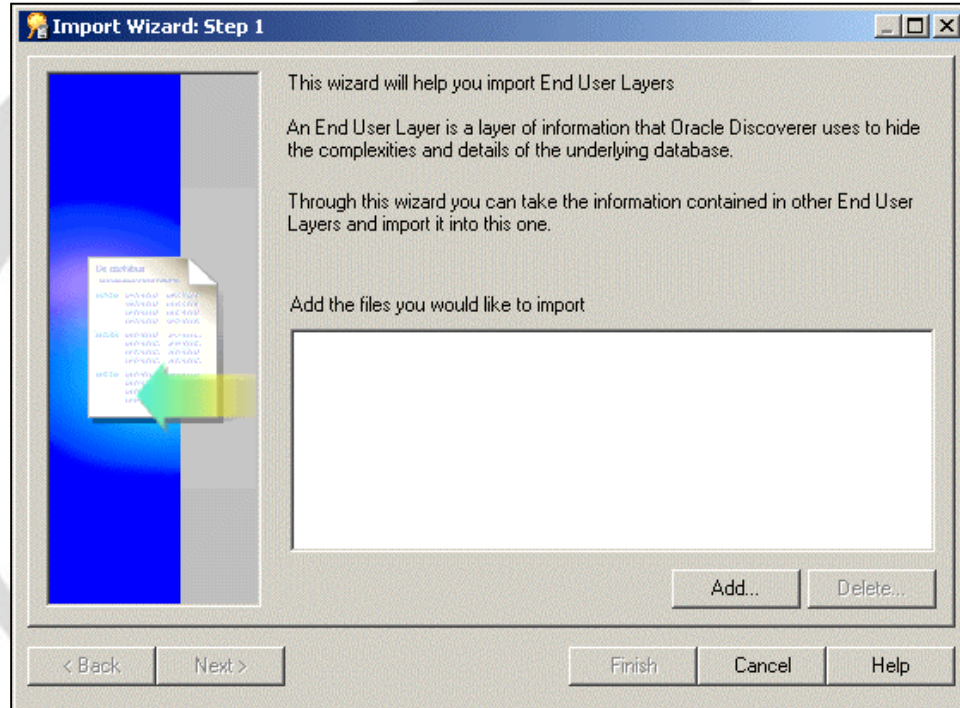 Import Wizard: Step 1
This wizard will help you import End User Layers
An End User Layer is a layer of information that Oracle Discoverer uses to hide
the complexities and details of the underlying database.
Through this wizard you can take the information contained in other End User
Layers and import it into this one.
Add the files you would like to import
Add...
Delete...
< Back
Next >
Finish
Cancel
Help